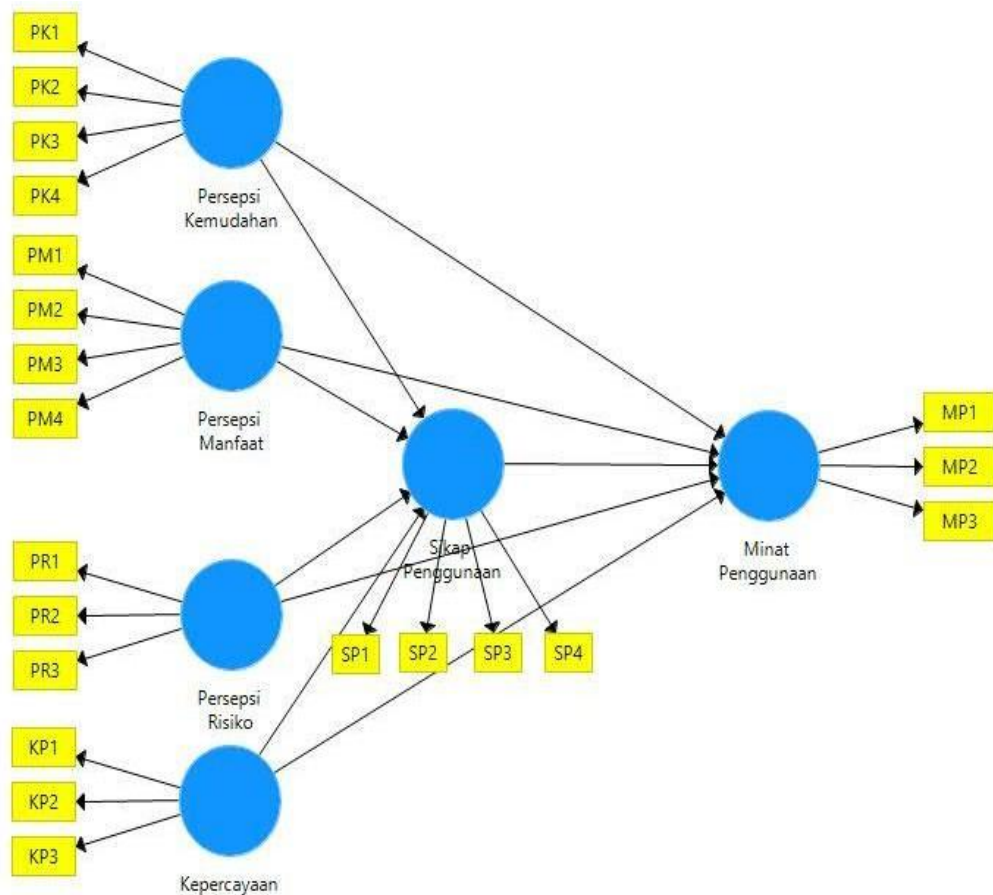 PK1
PK2
PK3
PK4
Persepsi
Kemudahan
PM1
PM2
PM3
PM4
Persepsi
Manfaat
PR1
PR2
PR3
Persepsi
Risiko
KP1
KP2
KP3
Kepercayaan
Sikap
Penggunaan
SP1
SP2
SP3
SP4
Minat
Penggunaan
MP1
MP2
MP3